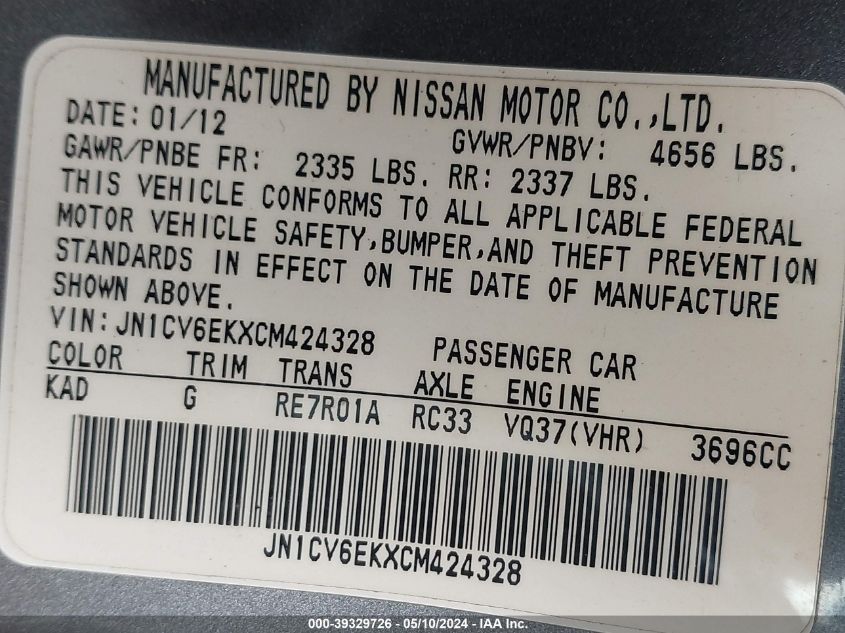 MANUFACTURED BY NISSAN MOTOR CO.,LTD.
DATE: 01/12 GVWR/PNBV: 4656 LBS.
GAWR/PNBE FR: 2335 LBS. RR: 2337 LBS.
THIS VEHICLE CONFORMS TO ALL APPLICABLE FEDERAL
MOTOR VEHICLE SAFETY,BUMPER,AND THEFT PREVENTION
STANDARDS IN EFFECT ON THE DATE OF MANUFACTURE
SHOWN ABOVE.
VIN:JN1CV6EKXCM424328 PASSENGER CAR
COLOR TRIM TRANS AXLE ENGINE
KAD G RE7R01A RC33 VQ37(VHR) 3696CC
JN1CV6EKXCM424328
000-39329726 - 05/10/2024 - IAA Inc.